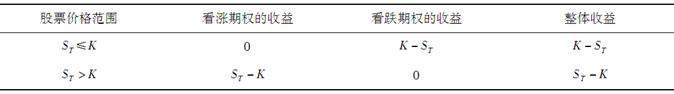 股票价格范围 看涨期权的收益 看跌期权的收益 整体收益
S_T≤K 0 K－S_T K－S_T
S_T＞K S_T－K 0 S_T－K